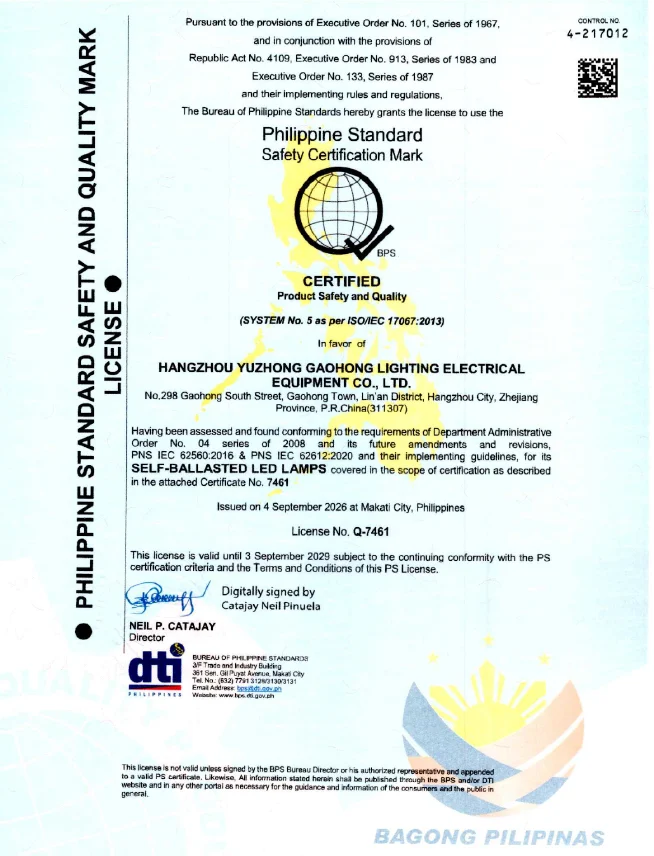 CONTROL NO.
4-217012
Pursuant to the provisions of Executive Order No. 101, Series of 1967,
and in conjunction with the provisions of
Republic Act No. 4109, Executive Order No. 913, Series of 1983 and
Executive Order No. 133, Series of 1987
and their implementing rules and regulations,
The Bureau of Philippine Standards hereby grants the license to use the
Philippine Standard
Safety Certification Mark
BPS
CERTIFIED
Product Safety and Quality
(SYSTEM No. 5 as per ISO/IEC 17067:2013)
In favor of
HANGZHOU YUZHONG GAOHONG LIGHTING ELECTRICAL
EQUIPMENT CO., LTD.
No,298 Gaohong South Street, Gaohong Town, Lin'an District, Hangzhou City, Zhejiang
Province, P.R.China(311307)
Having been assessed and found conforming to the requirements of Department Administrative
Order No. 04 series of 2008 and its future amendments and revisions,
PNS IEC 62560:2016 & PNS IEC 62612:2020 and their implementing guidelines, for its
SELF-BALLASTED LED LAMPS covered in the scope of certification as described
in the attached Certificate No. 7461
Issued on 4 September 2026 at Makati City, Philippines
License No. Q-7461
This license is valid until 3 September 2029 subject to the continuing conformity with the PS
certification criteria and the Terms and Conditions of this PS License.
Digitally signed by
Catajay Neil Pinuela
NEIL P. CATAJAY
Director
dti
PHILIPPINES
BUREAU OF PHILIPPINE STANDARDS
3/F Trade and Industry Building
361 Sen. Gil Puyat Avenue, Makati City
Tel. No.: (632) 7791 3126/3130/3131
Email Address: bps@dti.gov.ph
Website: www.bps.dti.gov.ph
This license is not valid unless signed by the BPS Bureau Director or his authorized representative and appended
to a valid PS certificate. Likewise, All information stated herein shall be published through the BPS and/or DTI
website and in any other portal as necessary for the guidance and information of the consumers and the public in
general.
BAGONG PILIPINAS
● PHILIPPINE STANDARD SAFETY AND QUALITY MARK
LICENSE ●
LICENSEE ●